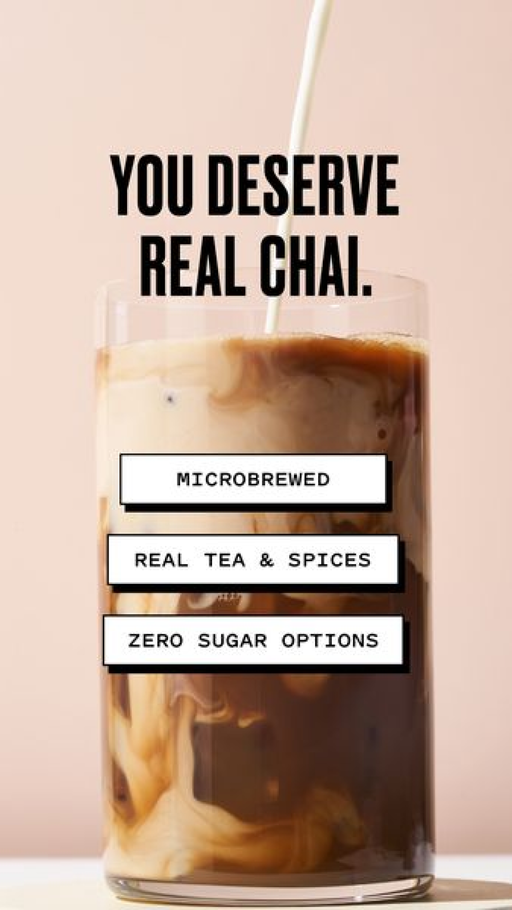 YOU DESERVE
REAL CHAI.
MICROBREWED
REAL TEA & SPICES
ZERO SUGAR OPTIONS